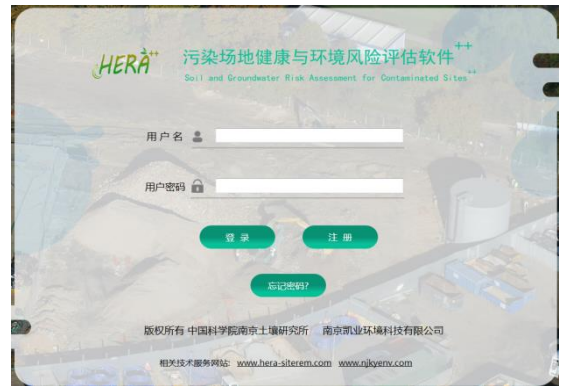 HERA++ 污染场地健康与环境风险评估软件++
Soil and Groundwater Risk Assessment for Contaminated Sites++
用户名
用户密码
登录 注册
忘记密码?
版权所有 中国科学院南京土壤研究所 南京凯业环境科技有限公司
相关技术服务网站: www.hera-siterem.com www.njkyenv.com